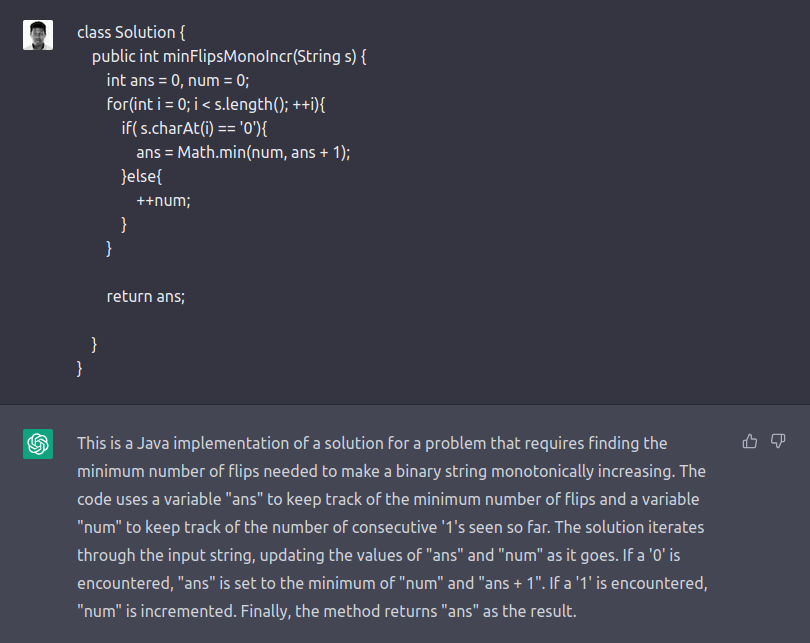 class Solution {
public int minFlipsMonoIncr(String s) {
int ans = 0, num = 0;
for(int i = 0; i < s.length(); ++i){
if( s.charAt(i) == '0'){
ans = Math.min(num, ans + 1);
}else{
++num;
}
}
return ans;
}
}
This is a Java implementation of a solution for a problem that requires finding the
minimum number of flips needed to make a binary string monotonically increasing. The
code uses a variable "ans" to keep track of the minimum number of flips and a variable
"num" to keep track of the number of consecutive '1's seen so far. The solution iterates
through the input string, updating the values of "ans" and "num" as it goes. If a '0' is
encountered, "ans" is set to the minimum of "num" and "ans + 1". If a '1' is encountered,
"num" is incremented. Finally, the method returns "ans" as the result.